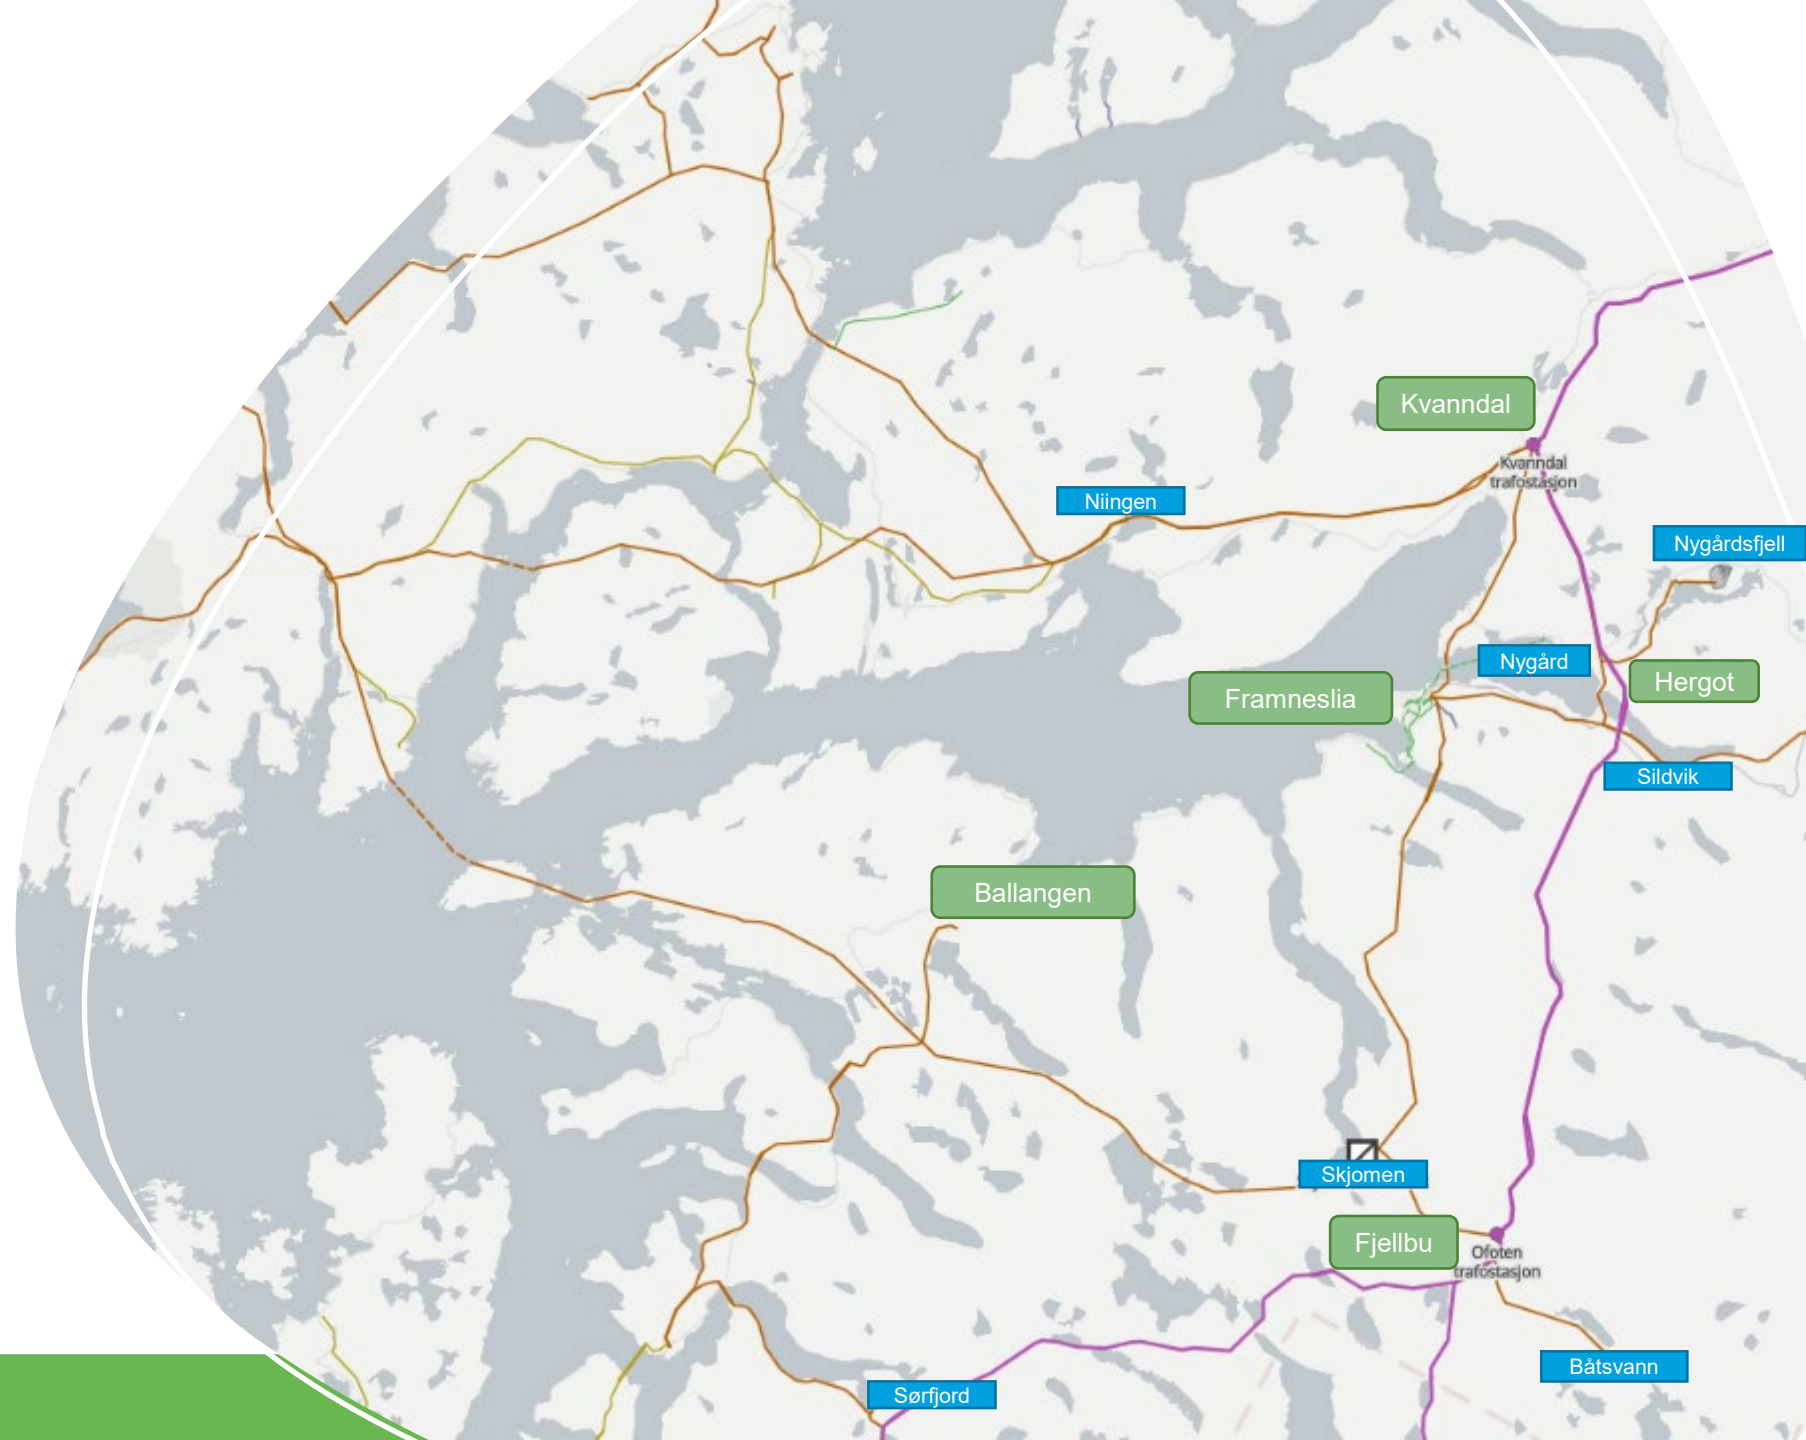 Kvanndal
Kvanndal
trafostasjon
Niingen
Nygårdsfjell
Nygård
Hergot
Framneslia
Sildvik
Ballangen
Skjomen
Fjellbu
Ofoten
trafostasjon
Båtsvann
Sørfjord